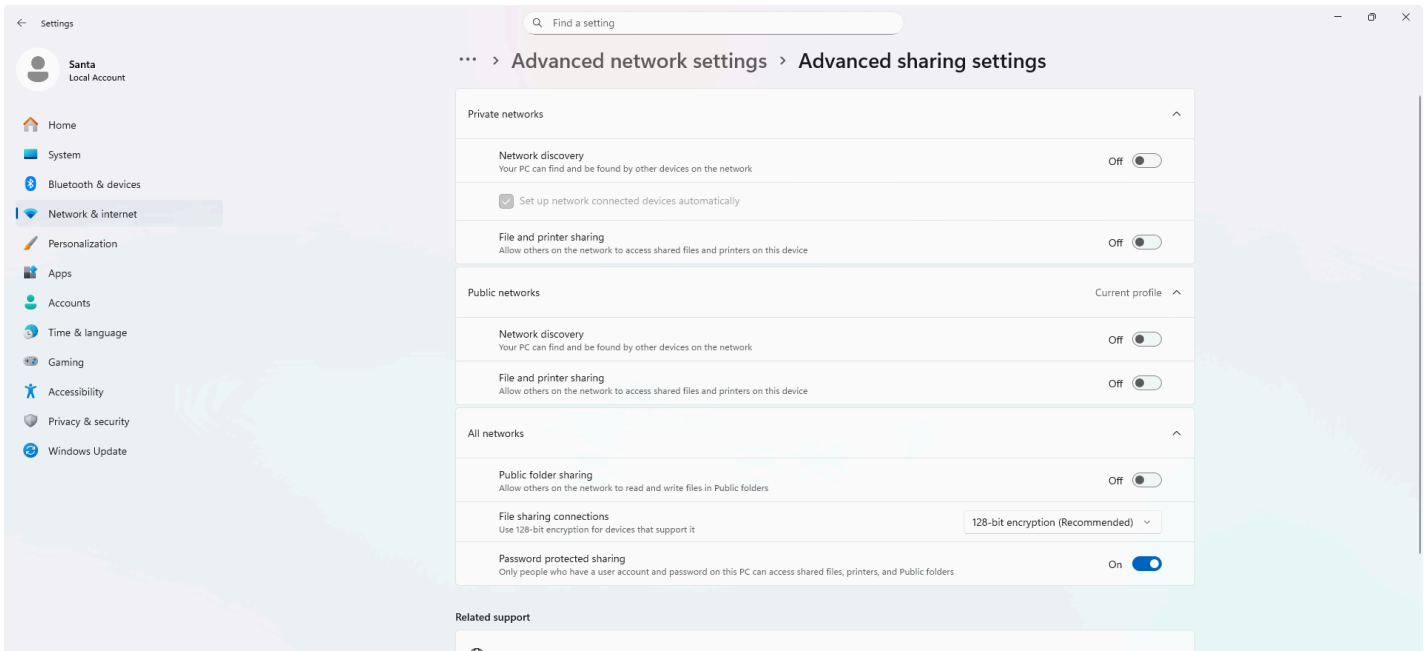 Settings
Find a setting
Santa
Local Account
Home
System
Bluetooth & devices
Network & internet
Personalization
Apps
Accounts
Time & language
Gaming
Accessibility
Privacy & security
Windows Update
··· > Advanced network settings > Advanced sharing settings
Private networks
Network discovery
Your PC can find and be found by other devices on the network
Off
Set up network connected devices automatically
File and printer sharing
Allow others on the network to access shared files and printers on this device
Off
Public networks
Current profile
Network discovery
Your PC can find and be found by other devices on the network
Off
File and printer sharing
Allow others on the network to access shared files and printers on this device
Off
All networks
Public folder sharing
Allow others on the network to read and write files in Public folders
Off
File sharing connections
Use 128-bit encryption for devices that support it
128-bit encryption (Recommended)
Password protected sharing
Only people who have a user account and password on this PC can access shared files, printers, and Public folders
On
Related support